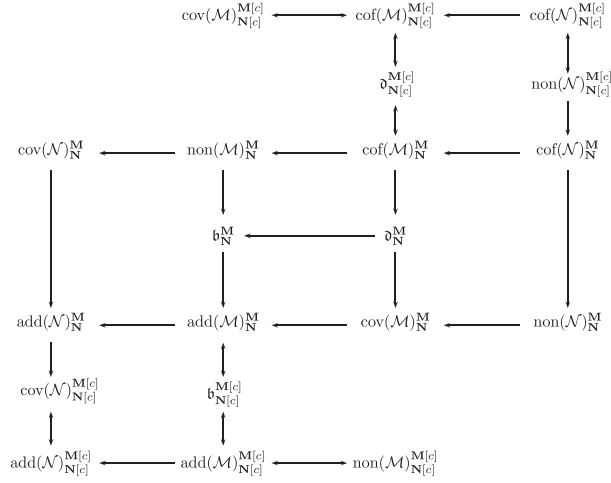 cov(𝓜)^{𝐌[c]}_{𝐍[c]} cof(𝓜)^{𝐌[c]}_{𝐍[c]} cof(𝓝)^{𝐌[c]}_{𝐍[c]}
𝔡^{𝐌[c]}_{𝐍[c]} non(𝓝)^{𝐌[c]}_{𝐍[c]}
cov(𝓝)^{𝐌}_{𝐍} non(𝓜)^{𝐌}_{𝐍} cof(𝓜)^{𝐌}_{𝐍} cof(𝓝)^{𝐌}_{𝐍}
𝔟^{𝐌}_{𝐍} 𝔡^{𝐌}_{𝐍}
add(𝓝)^{𝐌}_{𝐍} add(𝓜)^{𝐌}_{𝐍} cov(𝓜)^{𝐌}_{𝐍} non(𝓝)^{𝐌}_{𝐍}
cov(𝓝)^{𝐌[c]}_{𝐍[c]} 𝔟^{𝐌[c]}_{𝐍[c]}
add(𝓝)^{𝐌[c]}_{𝐍[c]} add(𝓜)^{𝐌[c]}_{𝐍[c]} non(𝓜)^{𝐌[c]}_{𝐍[c]}